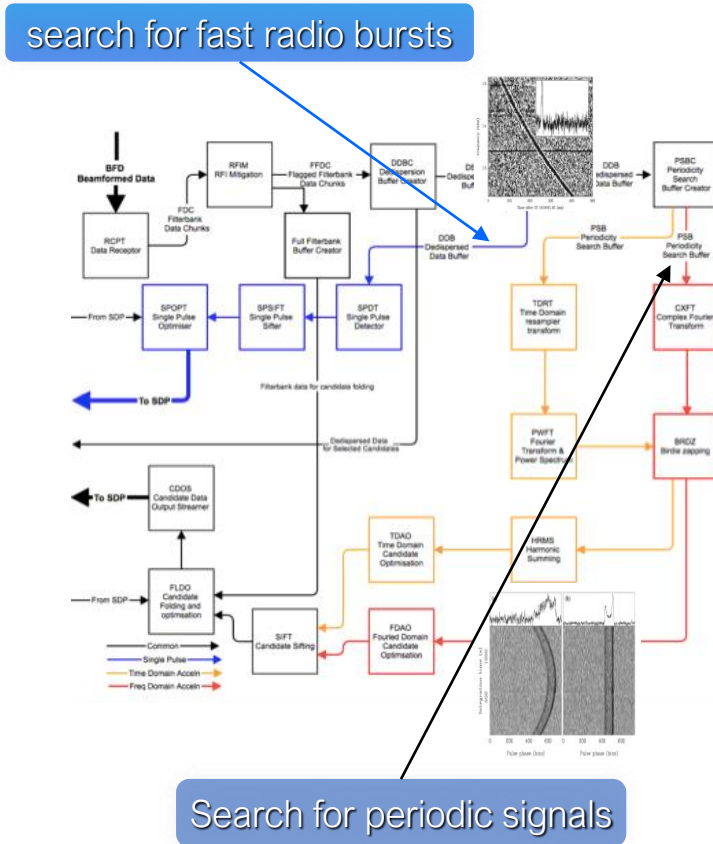 search for fast radio bursts
BFD
Beamformed Data
RCPT
Data Receptor
FDC
Filterbank
Data Chunks
RFIM
RFI Mitigation
FFDC
Flagged Filterbank
Data Chunks
DDBC
Dedispersion
Buffer Creator
Full Filterbank
Buffer Creator
DDB
Dedispersed
Data Buffer
PSBC
Periodicity
Search
Buffer Creator
DDB
Dedispersed
Data Buffer
PSB
Periodicity
Search Buffer
PSB
Periodicity
Search Buffer
From SDP
SPOPT
Single Pulse
Optimiser
SPSIFT
Single Pulse
Sifter
SPDT
Single Pulse
Detector
TDRT
Time Domain
resampler
transform
CXFT
Complex Fourier
Transform
To SDP
Filterbank data for candidate folding
Dedispersed Data
for Selected Candidates
PWFT
Fourier
Transform &
Power Spectrum
BRDZ
Birdie zapping
To SDP
CDOS
Candidate Data
Output Streamer
TDAO
Time Domain
Candidate
Optimisation
HRMS
Harmonic
Summing
From SDP
FLDO
Candidate
Folding and
optimisation
SIFT
Candidate Sifting
FDAO
Fouried Domain
Candidate
Optimsation
Common
Single Pulse
Time Domain Acceln
Freq Domain Acceln
Integration time (s)
Pulse phase (bins)
Pulse phase (bins)
Search for periodic signals